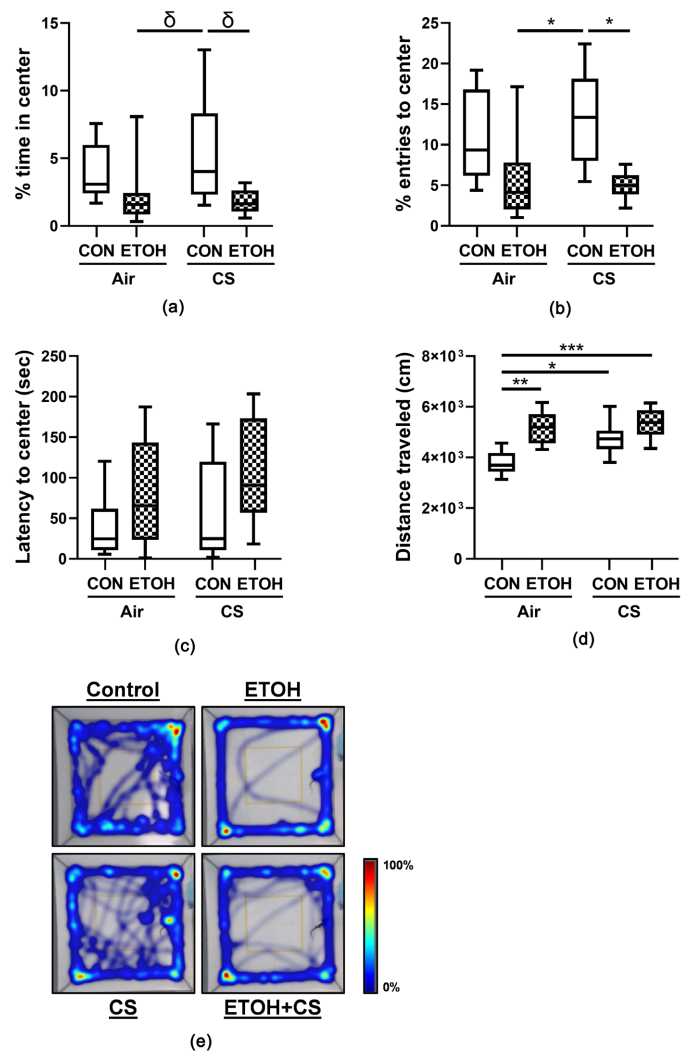 15
10
5
0
% time in center
δ
δ
CON ETOH CON ETOH
Air CS
(a)
25
20
15
10
5
0
% entries to center
*
*
CON ETOH CON ETOH
Air CS
(b)
250
200
150
100
50
0
Latency to center (sec)
CON ETOH CON ETOH
Air CS
(c)
8×10³
6×10³
4×10³
2×10³
0
Distance traveled (cm)
***
*
**
CON ETOH CON ETOH
Air CS
(d)
Control ETOH
100%
0%
CS ETOH+CS
(e)